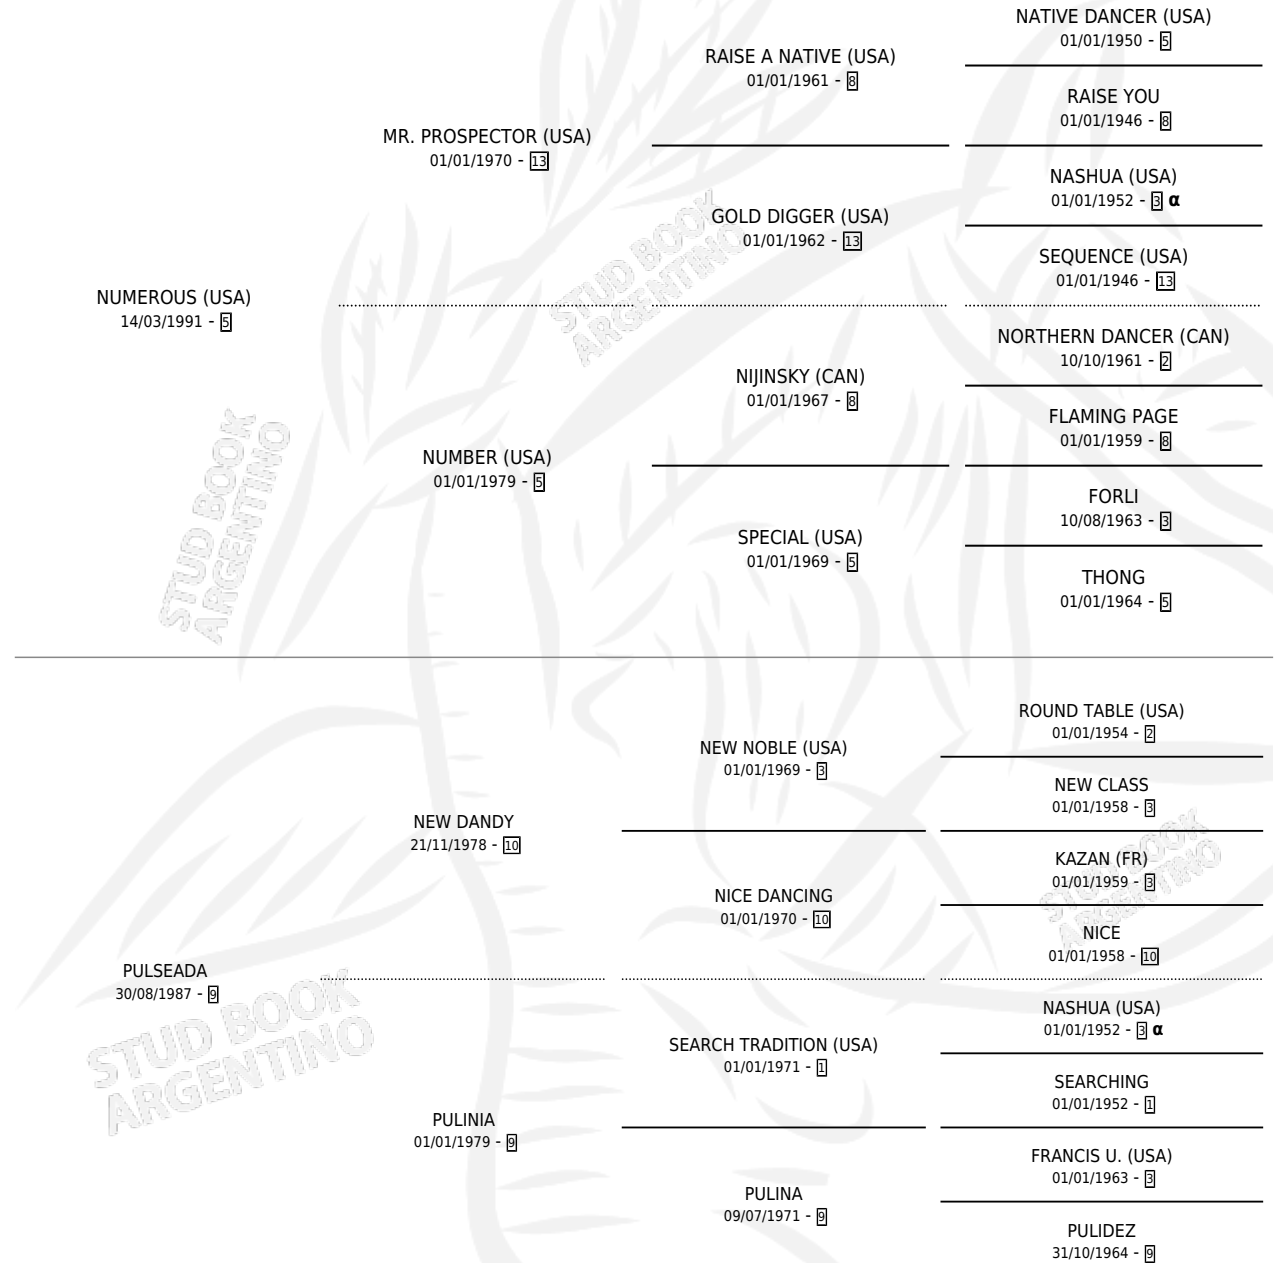 NATIVE DANCER (USA)
01/01/1950 - 5
RAISE A NATIVE (USA)
01/01/1961 - 8
RAISE YOU
01/01/1946 - 8
MR. PROSPECTOR (USA)
01/01/1970 - 13
NASHUA (USA)
01/01/1952 - 3 α
GOLD DIGGER (USA)
01/01/1962 - 13
SEQUENCE (USA)
01/01/1946 - 13
NUMEROUS (USA)
14/03/1991 - 5
NORTHERN DANCER (CAN)
10/10/1961 - 2
NIJINSKY (CAN)
01/01/1967 - 8
FLAMING PAGE
01/01/1959 - 8
NUMBER (USA)
01/01/1979 - 5
FORLI
10/08/1963 - 3
SPECIAL (USA)
01/01/1969 - 5
THONG
01/01/1964 - 5
ROUND TABLE (USA)
01/01/1954 - 2
NEW NOBLE (USA)
01/01/1969 - 3
NEW CLASS
01/01/1958 - 3
NEW DANDY
21/11/1978 - 10
KAZAN (FR)
01/01/1959 - 3
NICE DANCING
01/01/1970 - 10
NICE
01/01/1958 - 10
PULSEADA
30/08/1987 - 9
NASHUA (USA)
01/01/1952 - 3 α
SEARCH TRADITION (USA)
01/01/1971 - 1
SEARCHING
01/01/1952 - 1
PULINIA
01/01/1979 - 9
FRANCIS U. (USA)
01/01/1963 - 3
PULINA
09/07/1971 - 9
PULIDEZ
31/10/1964 - 9
STUD BOOK
ARGENTINO
STUD BOOK
ARGENTINO
STUD BOOK
ARGENTINO
STUD BOOK
ARGENTINO